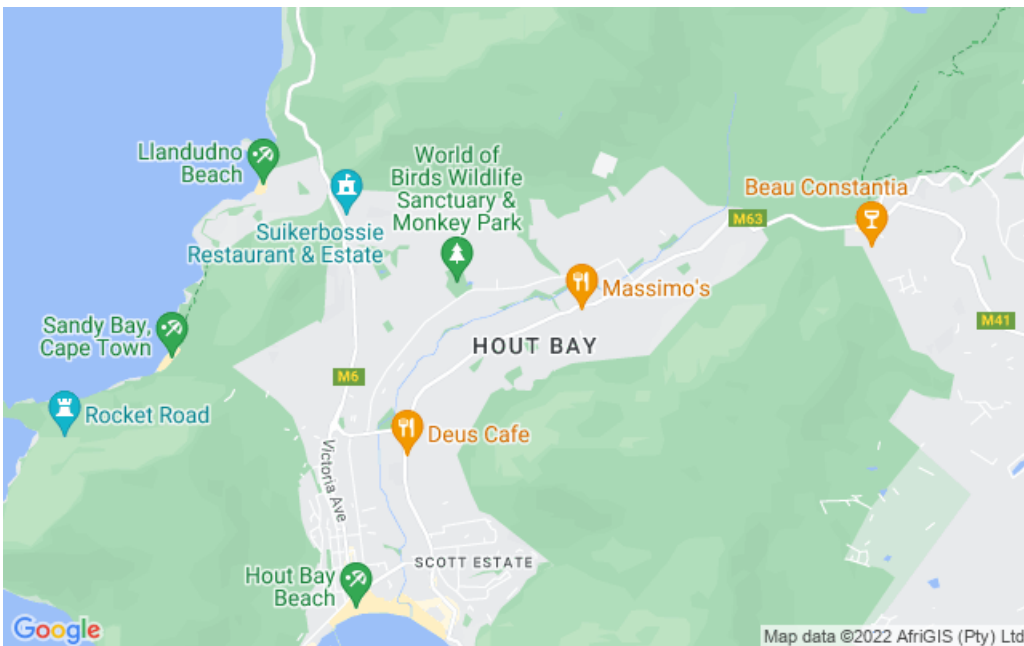 Llandudno
Beach
World of
Birds Wildlife
Sanctuary &
Monkey Park
Beau Constantia
M63
Suikerbossie
Restaurant & Estate
Massimo's
Sandy Bay,
Cape Town
M41
HOUT BAY
M6
Rocket Road
Deus Cafe
Victoria Ave
SCOTT ESTATE
Hout Bay
Beach
Google
Map data ©2022 AfriGIS (Pty) Ltd